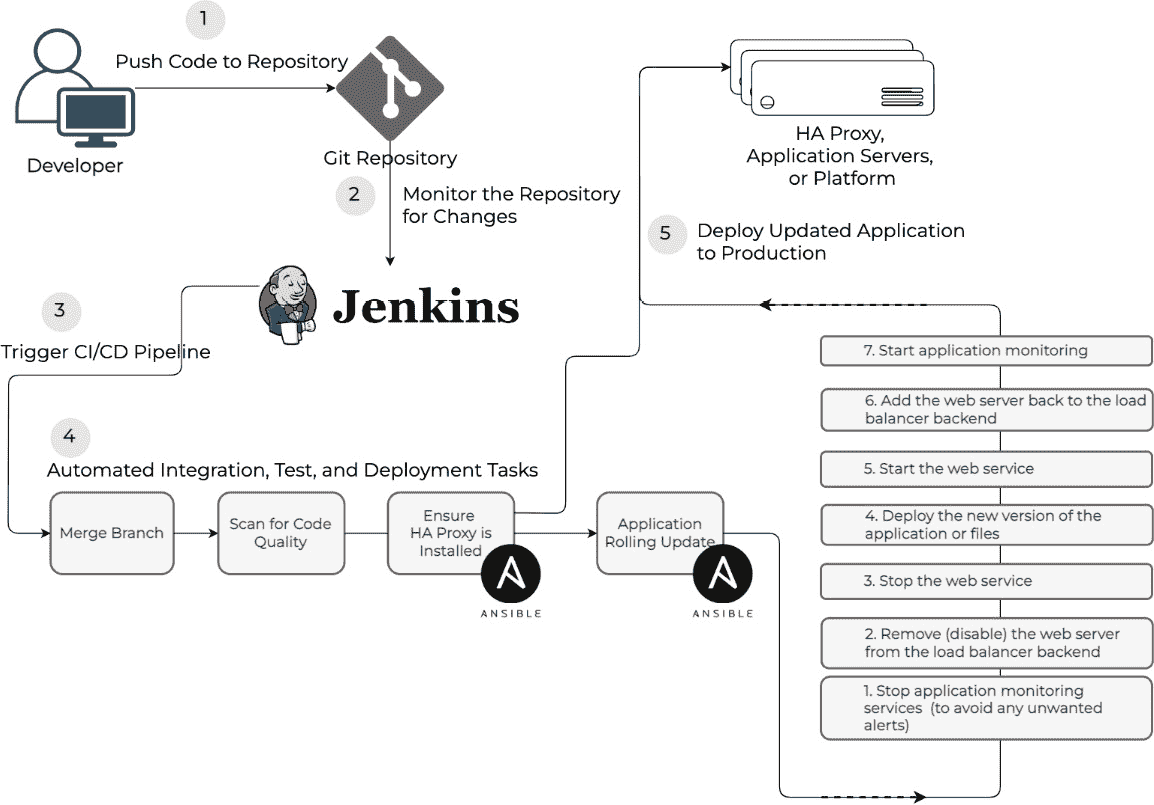 1
Push Code to Repository
Developer
Git Repository
2
Monitor the Repository
for Changes
HA Proxy,
Application Servers,
or Platform
5
Deploy Updated Application
to Production
Jenkins
3
Trigger CI/CD Pipeline
4
Automated Integration, Test, and Deployment Tasks
Merge Branch
Scan for Code
Quality
Ensure
HA Proxy is
Installed
ANSIBLE
Application
Rolling Update
ANSIBLE
7. Start application monitoring
6. Add the web server back to the load
balancer backend
5. Start the web service
4. Deploy the new version of the
application or files
3. Stop the web service
2. Remove (disable) the web server
from the load balancer backend
1. Stop application monitoring
services (to avoid any unwanted
alerts)